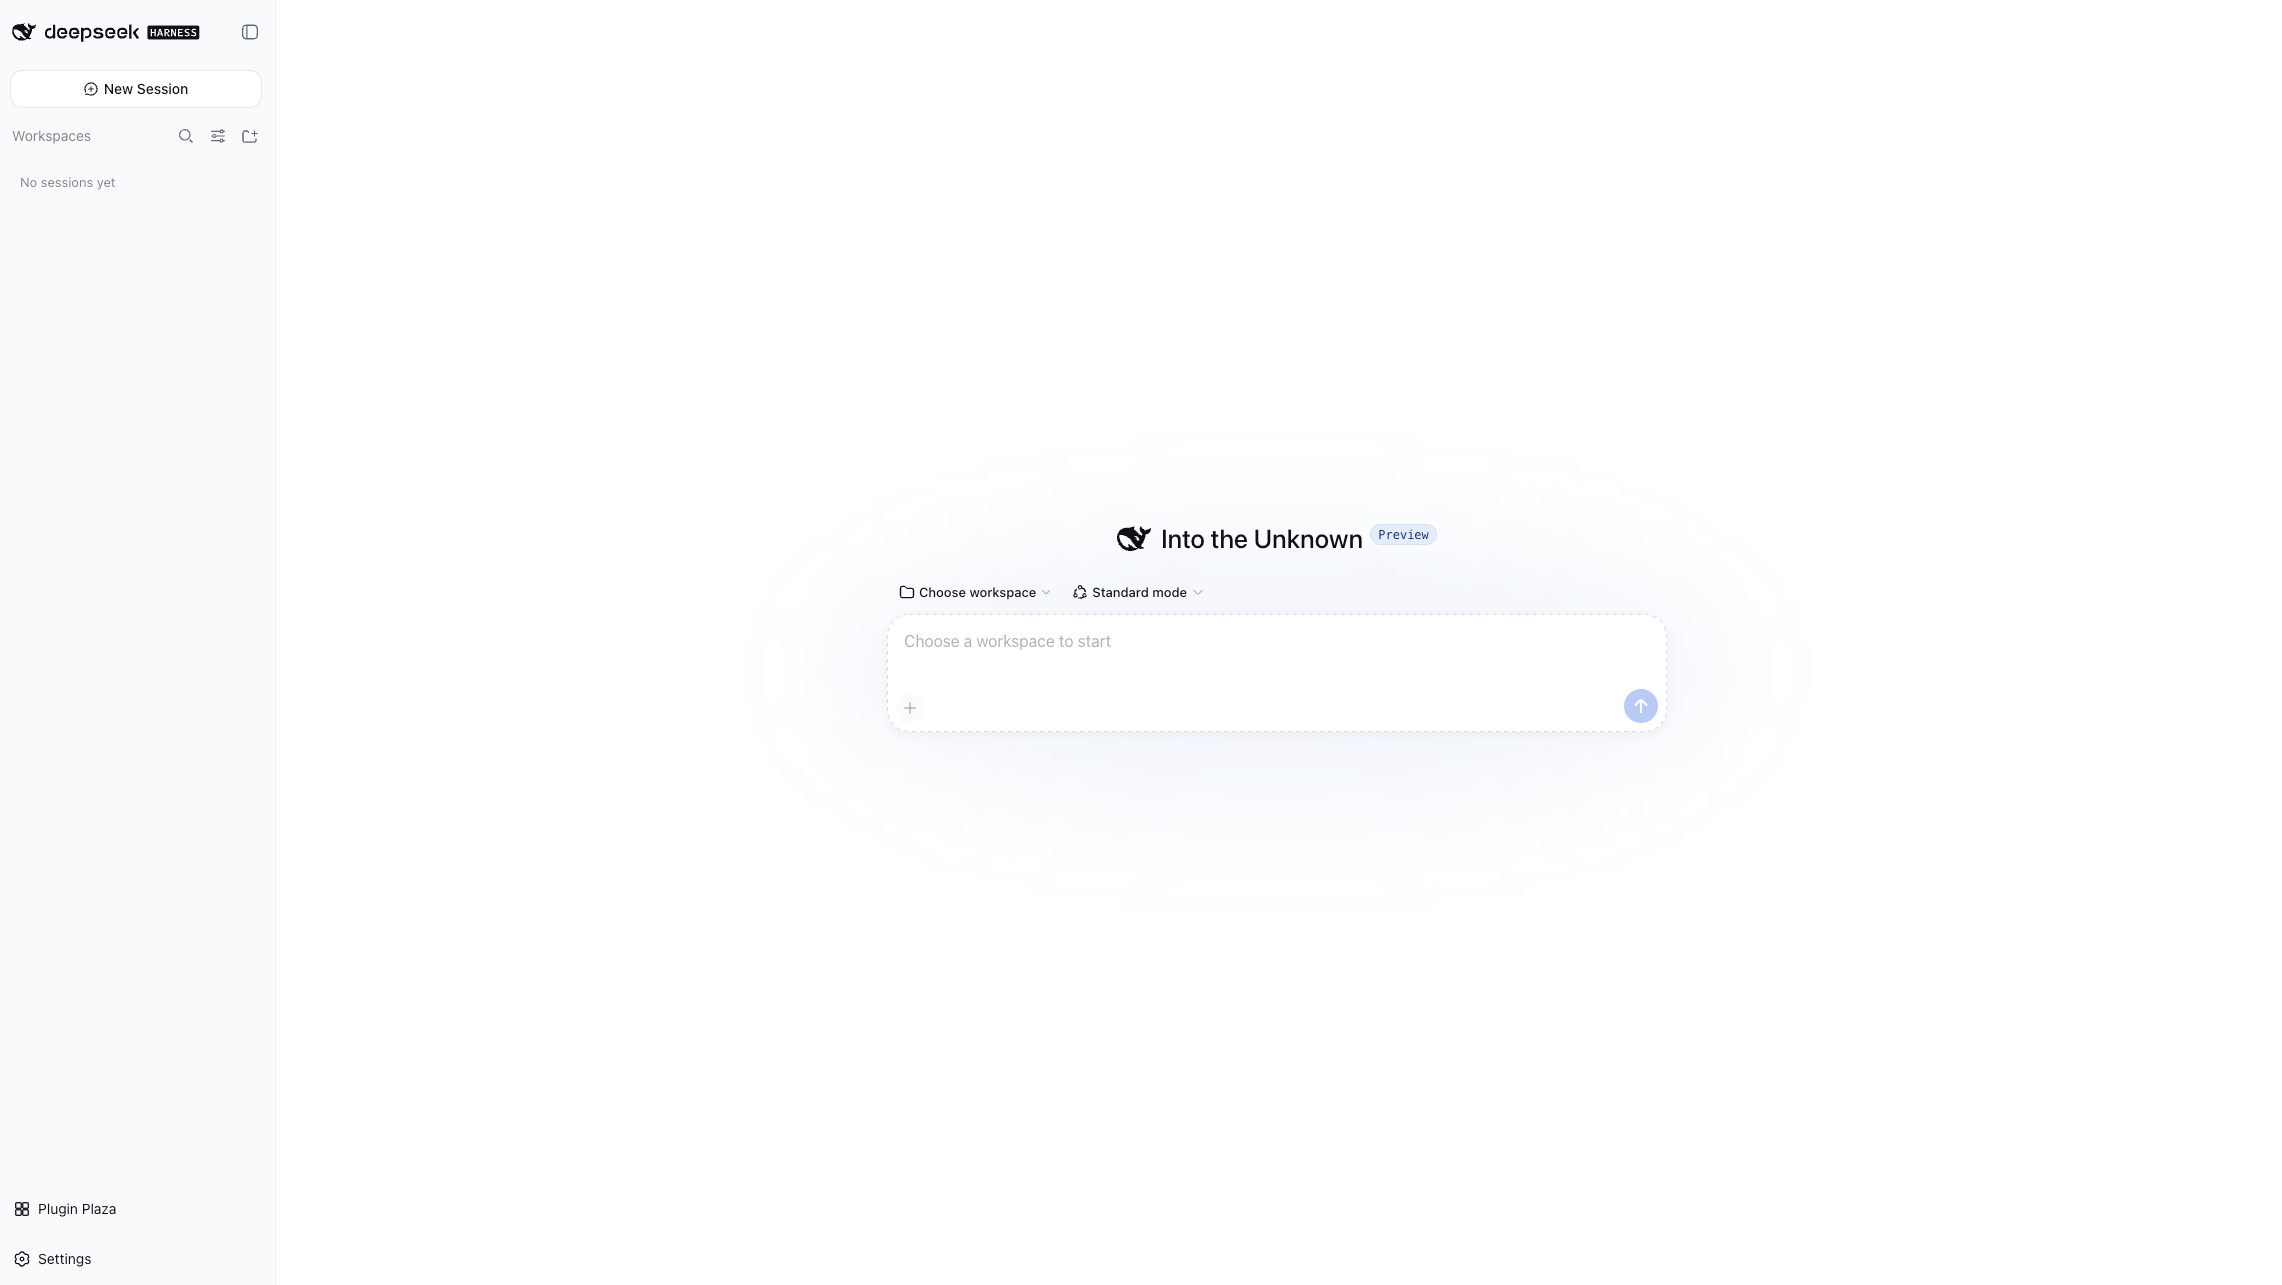 deepseek HARNESS
New Session
Workspaces
No sessions yet
Into the Unknown Preview
Choose workspace Standard mode
Choose a workspace to start
Plugin Plaza
Settings